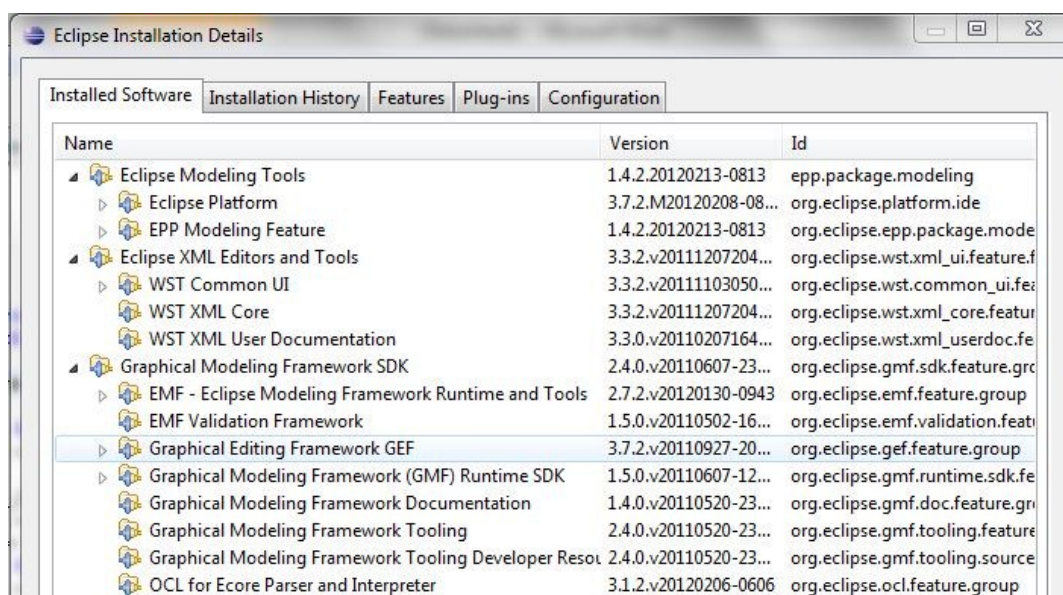 Eclipse Installation Details
Installed Software Installation History Features Plug-ins Configuration
Name Version Id
Eclipse Modeling Tools 1.4.2.20120213-0813 epp.package.modeling
Eclipse Platform 3.7.2.M20120208-08... org.eclipse.platform.ide
EPP Modeling Feature 1.4.2.20120213-0813 org.eclipse.epp.package.mode
Eclipse XML Editors and Tools 3.3.2.v20111207204... org.eclipse.wst.xml_ui.feature.f
WST Common UI 3.3.2.v20111103050... org.eclipse.wst.common_ui.fea
WST XML Core 3.3.2.v20111207204... org.eclipse.wst.xml_core.featur
WST XML User Documentation 3.3.0.v20110207164... org.eclipse.wst.xml_userdoc.fe
Graphical Modeling Framework SDK 2.4.0.v20110607-23... org.eclipse.gmf.sdk.feature.gro
EMF - Eclipse Modeling Framework Runtime and Tools 2.7.2.v20120130-0943 org.eclipse.emf.feature.group
EMF Validation Framework 1.5.0.v20110502-16... org.eclipse.emf.validation.featu
Graphical Editing Framework GEF 3.7.2.v20110927-20... org.eclipse.gef.feature.group
Graphical Modeling Framework (GMF) Runtime SDK 1.5.0.v20110607-12... org.eclipse.gmf.runtime.sdk.fe
Graphical Modeling Framework Documentation 1.4.0.v20110520-23... org.eclipse.gmf.doc.feature.gro
Graphical Modeling Framework Tooling 2.4.0.v20110520-23... org.eclipse.gmf.tooling.feature
Graphical Modeling Framework Tooling Developer Resou 2.4.0.v20110520-23... org.eclipse.gmf.tooling.source
OCL for Ecore Parser and Interpreter 3.1.2.v20120206-0606 org.eclipse.ocl.feature.group